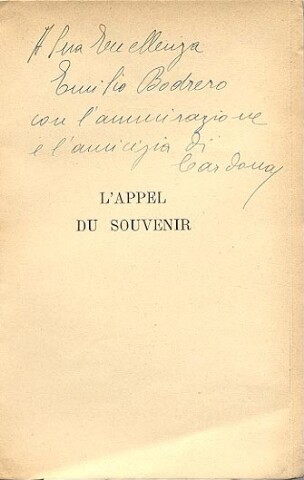 A Sua Eccellenza
Emilio Bodrero
con l'ammirazione
e l'amicizia di
Cardona
L'APPEL
DU SOUVENIR